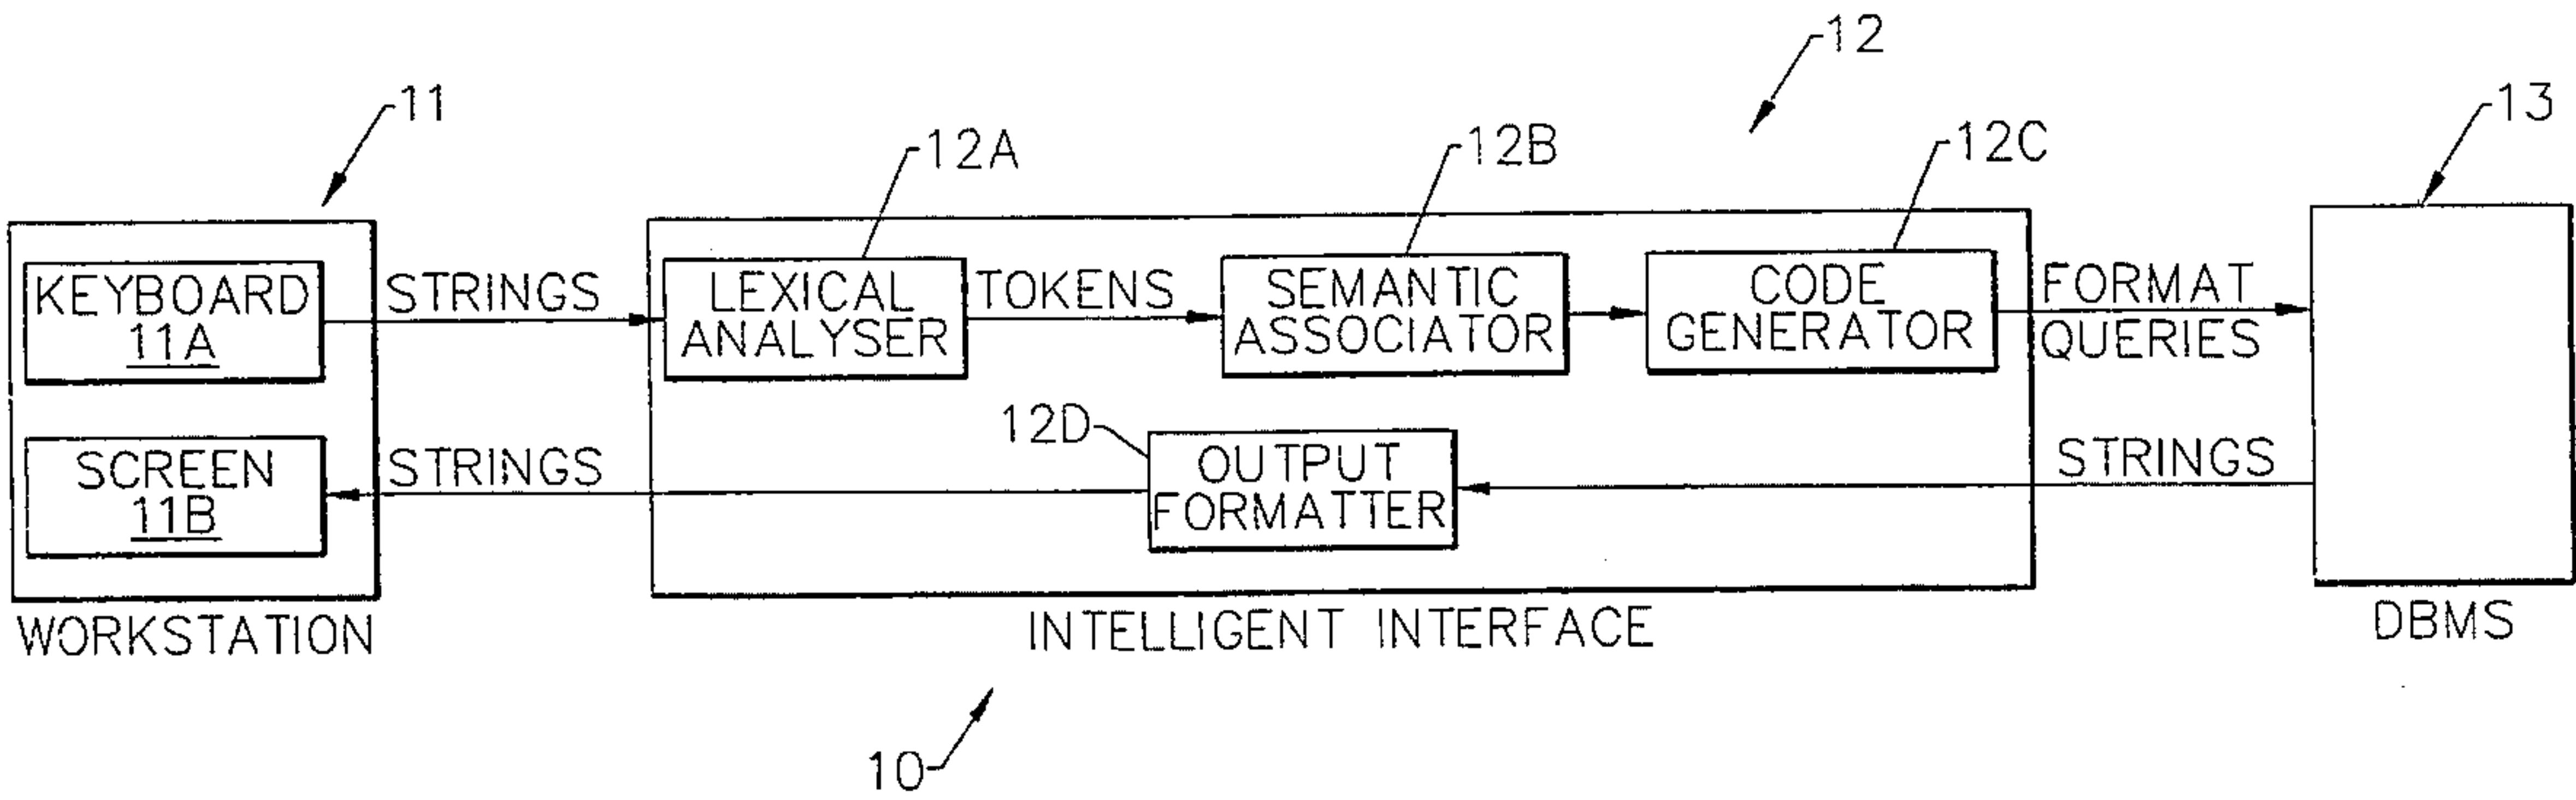 12
11
13
12A
12B
12C
KEYBOARD
11A
STRINGS
LEXICAL
ANALYSER
TOKENS
SEMANTIC
ASSOCIATOR
CODE
GENERATOR
FORMAT
QUERIES
12D
SCREEN
11B
STRINGS
OUTPUT
FORMATTER
STRINGS
WORKSTATION
INTELLIGENT INTERFACE
DBMS
10